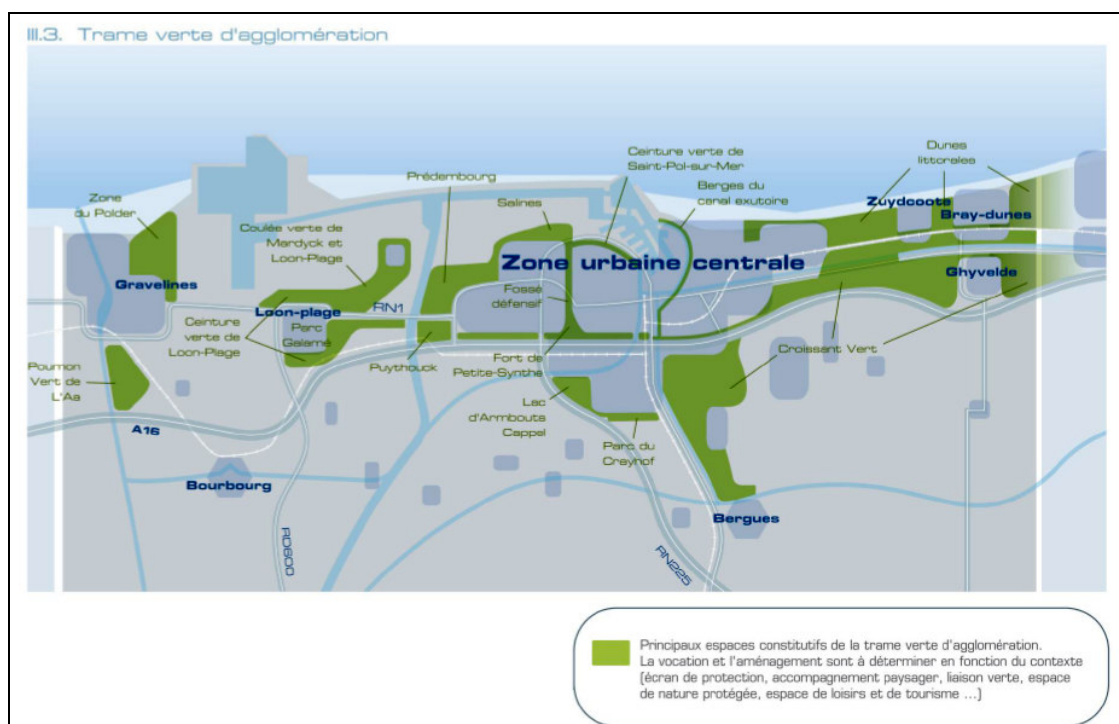 III.3. Trame verte d'agglomération
Dunes
littorales
Ceinture verte de
Saint-Pol-sur-Mer
Prédembourg
Berges du
canal exutoire
Zone
du Polder
Salines
Zuydcoote
Bray-dunes
Coulée verte de
Mardyck et
Loon-Plage
Zone urbaine centrale
Ghyvelde
Gravelines
Fosse
défensif
Loon-plage
RN1
Parc
Galamé
Ceinture
verte de
Loon-Plage
Croissant Vert
Poumon
Vert de
L'Aa
Puythouck
Fort de
Petite-Synthe
Lac
d'Armbouts
Cappel
A16
Parc du
Creynof
Bourbourg
Bergues
RD600
RN225
Principaux espaces constitutifs de la trame verte d'agglomération.
La vocation et l'aménagement sont à déterminer en fonction du contexte
(écran de protection, accompagnement paysager, liaison verte, espace
de nature protégée, espace de loisirs et de tourisme ...)